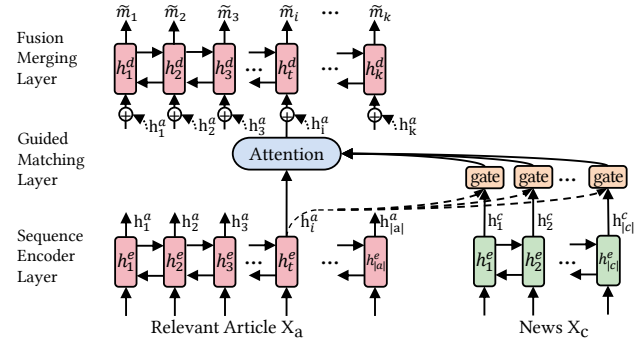 m̃₁ m̃₂ m̃₃ m̃ᵢ ... m̃ₖ
Fusion
Merging
Layer
h₁ᵈ h₂ᵈ h₃ᵈ ... hₜᵈ ... hₖᵈ
h₁ᵃ h₂ᵃ h₃ᵃ hᵢᵃ hₖᵃ
Guided
Matching
Layer
Attention
gate gate ... gate
h₁ᵃ h₂ᵃ h₃ᵃ hᵢᵃ h|ₐ|ᵃ h₁ᶜ h₂ᶜ h|c|ᶜ
Sequence
Encoder
Layer
h₁ᵉ h₂ᵉ h₃ᵉ ... hₜᵉ ... h|ₐ|ᵉ h₁ᵉ h₂ᵉ ... h|c|ᵉ
Relevant Article Xₐ News X꜀